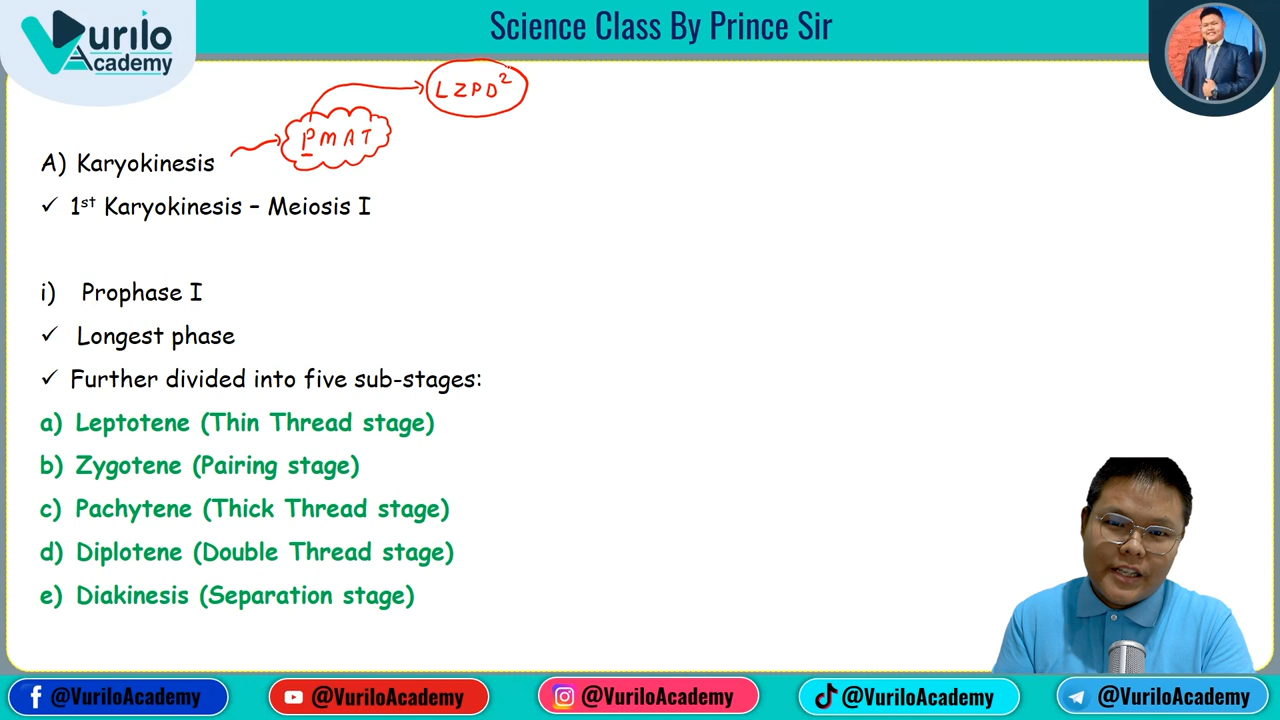 Vurilo
Academy
Science Class By Prince Sir
LZPD²
PMAT
A) Karyokinesis
✓ 1st Karyokinesis – Meiosis I
i) Prophase I
✓ Longest phase
✓ Further divided into five sub-stages:
a) Leptotene (Thin Thread stage)
b) Zygotene (Pairing stage)
c) Pachytene (Thick Thread stage)
d) Diplotene (Double Thread stage)
e) Diakinesis (Separation stage)
@VuriloAcademy
@VuriloAcademy
@VuriloAcademy
@VuriloAcademy
@VuriloAcademy